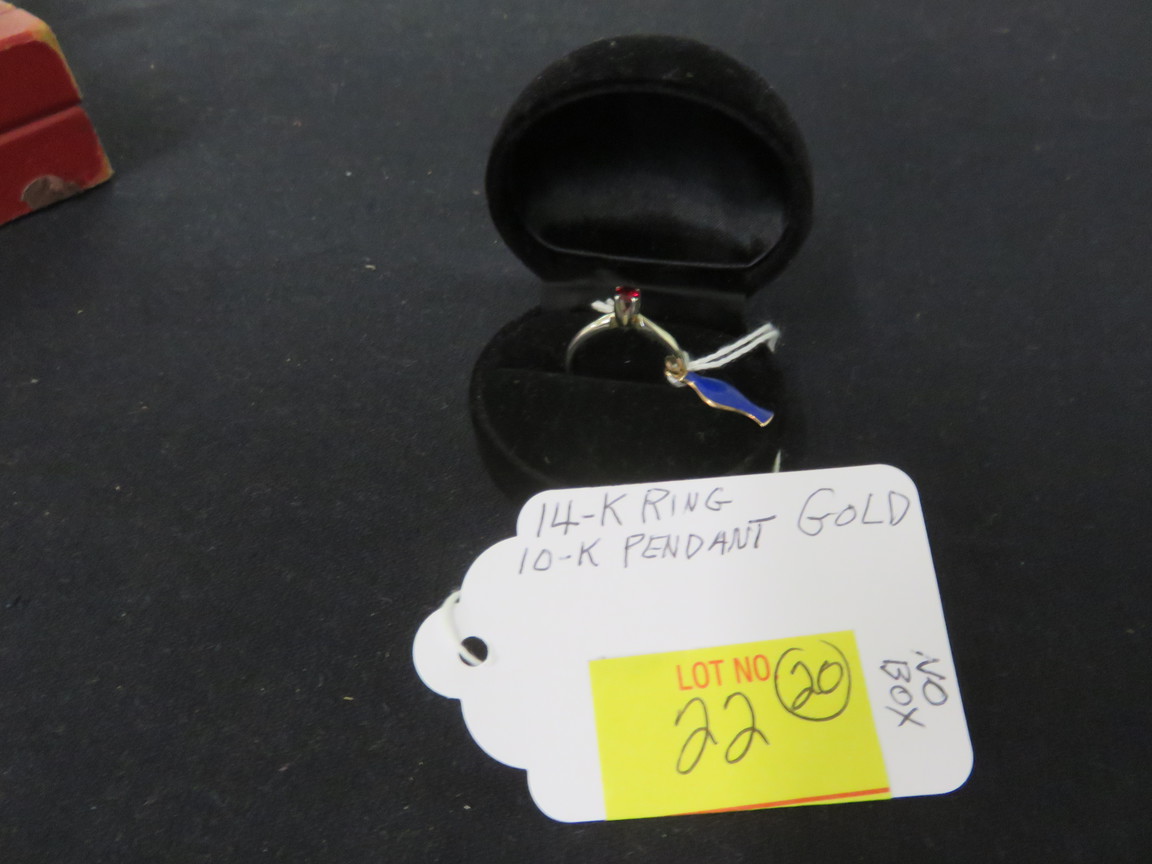 14-K RING
10-K PENDANT GOLD
LOT NO.
22 20
NO
BOX